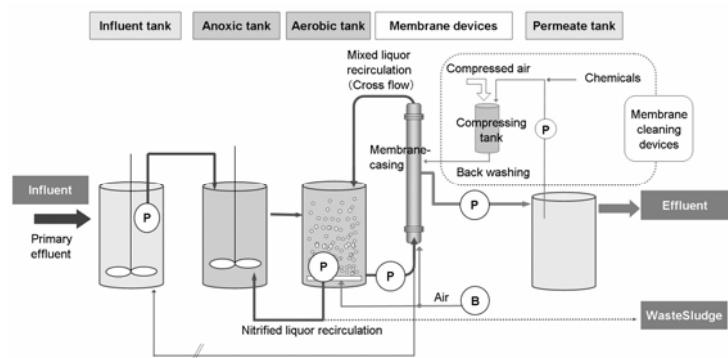 Influent tank
Anoxic tank
Aerobic tank
Membrane devices
Permeate tank
Mixed liquor
recirculation
(Cross flow)
Compressed air
Chemicals
Compressing
tank
P
Membrane
cleaning
devices
Membrane-
casing
Back washing
Influent
Primary
effluent
P
P
Effluent
P
P
Air
B
Nitrified liquor recirculation
WasteSludge